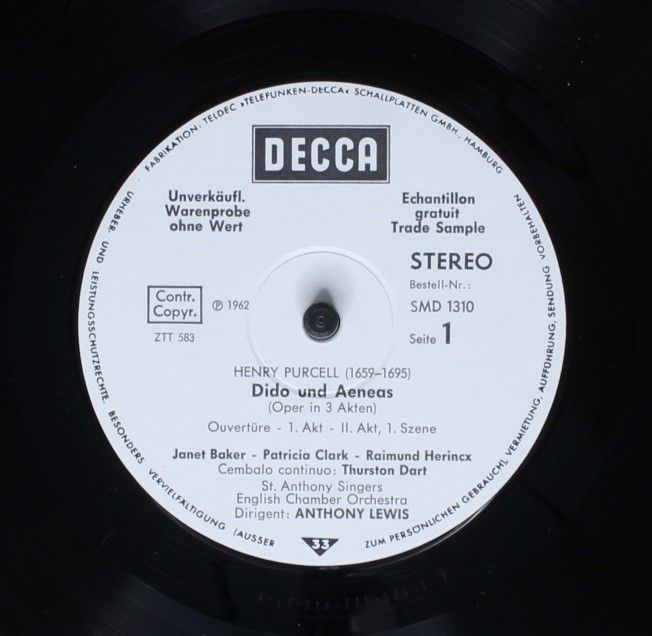 FABRIKATION: TELDEC »TELEFUNKEN-DECCA« SCHALLPLATTEN GMBH., HAMBURG
DECCA
Unverkäufl.
Warenprobe
ohne Wert
Echantillon
gratuit
Trade Sample
STEREO
Bestell-Nr.:
SMD 1310
Seite 1
Contr.
Copyr.
℗ 1962
ZTT 583
HENRY PURCELL (1659–1695)
Dido und Aeneas
(Oper in 3 Akten)
Ouvertüre - 1. Akt - II. Akt, 1. Szene
Janet Baker - Patricia Clark - Raimund Herincx
Cembalo continuo: Thurston Dart
St. Anthony Singers
English Chamber Orchestra
Dirigent: ANTHONY LEWIS
33
URHEBER- UND LEISTUNGSSCHUTZRECHTE, BESONDERS VERVIELFÄLTIGUNG (AUSSER ZUM PERSÖNLICHEN GEBRAUCH), VERMIETUNG, AUFFÜHRUNG, SENDUNG VORBEHALTEN